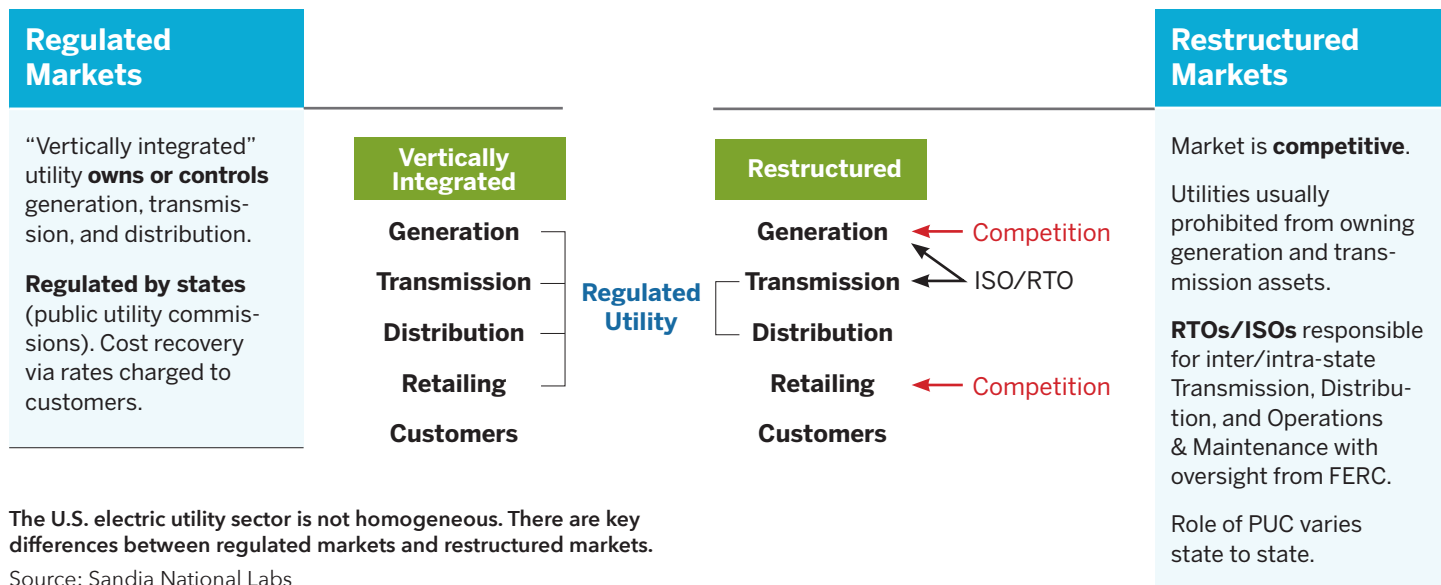 Regulated
Markets
“Vertically integrated”
utility owns or controls
generation, transmis-
sion, and distribution.
Regulated by states
(public utility commis-
sions). Cost recovery
via rates charged to
customers.
Vertically
Integrated
Generation
Transmission
Distribution
Retailing
Customers
Regulated
Utility
Restructured
Generation
Transmission
Distribution
Retailing
Customers
Competition
ISO/RTO
Competition
Restructured
Markets
Market is competitive.
Utilities usually
prohibited from owning
generation and trans-
mission assets.
RTOs/ISOs responsible
for inter/intra-state
Transmission, Distribu-
tion, and Operations
& Maintenance with
oversight from FERC.
Role of PUC varies
state to state.
The U.S. electric utility sector is not homogeneous. There are key
differences between regulated markets and restructured markets.
Source: Sandia National Labs